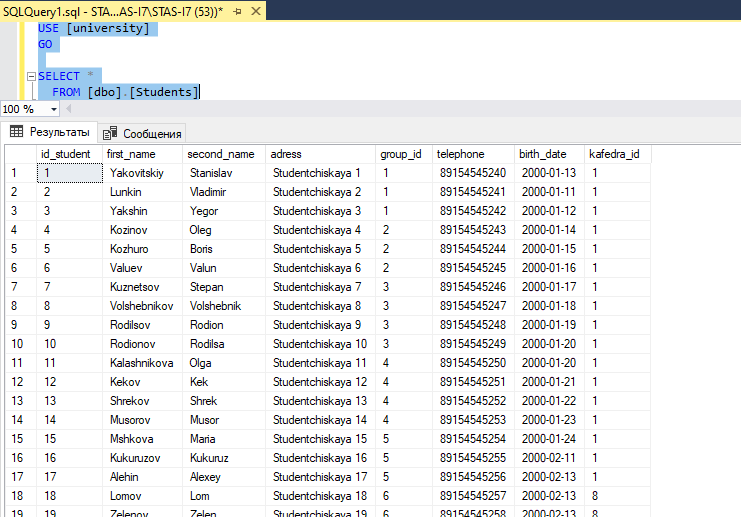 SQLQuery1.sql - STA...AS-I7\STAS-I7 (53))*
USE [university]
GO
SELECT *
FROM [dbo].[Students]
100 %
Результаты Сообщения
id_student first_name second_name adress group_id telephone birth_date kafedra_id
1 1 Yakovitskiy Stanislav Studentchiskaya 1 1 89154545240 2000-01-13 1
2 2 Lunkin Vladimir Studentchiskaya 2 1 89154545241 2000-01-11 1
3 3 Yakshin Yegor Studentchiskaya 3 1 89154545242 2000-01-12 1
4 4 Kozinov Oleg Studentchiskaya 4 2 89154545243 2000-01-14 1
5 5 Kozhuro Boris Studentchiskaya 5 2 89154545244 2000-01-15 1
6 6 Valuev Valun Studentchiskaya 6 2 89154545245 2000-01-16 1
7 7 Kuznetsov Stepan Studentchiskaya 7 3 89154545246 2000-01-17 1
8 8 Volshebnikov Volshebnik Studentchiskaya 8 3 89154545247 2000-01-18 1
9 9 Rodilsov Rodion Studentchiskaya 9 3 89154545248 2000-01-19 1
10 10 Rodionov Rodilsa Studentchiskaya 10 3 89154545249 2000-01-20 1
11 11 Kalashnikova Olga Studentchiskaya 11 4 89154545250 2000-01-20 1
12 12 Kekov Kek Studentchiskaya 12 4 89154545251 2000-01-21 1
13 13 Shrekov Shrek Studentchiskaya 13 4 89154545252 2000-01-22 1
14 14 Musorov Musor Studentchiskaya 14 4 89154545253 2000-01-23 1
15 15 Mshkova Maria Studentchiskaya 15 5 89154545254 2000-01-24 1
16 16 Kukuruzov Kukuruz Studentchiskaya 16 5 89154545255 2000-02-11 1
17 17 Alehin Alexey Studentchiskaya 17 5 89154545256 2000-02-13 1
18 18 Lomov Lom Studentchiskaya 18 6 89154545257 2000-02-13 8
19 19 Zelenov Zelen Studentchiskaya 19 6 89154545258 2000-02-13 8